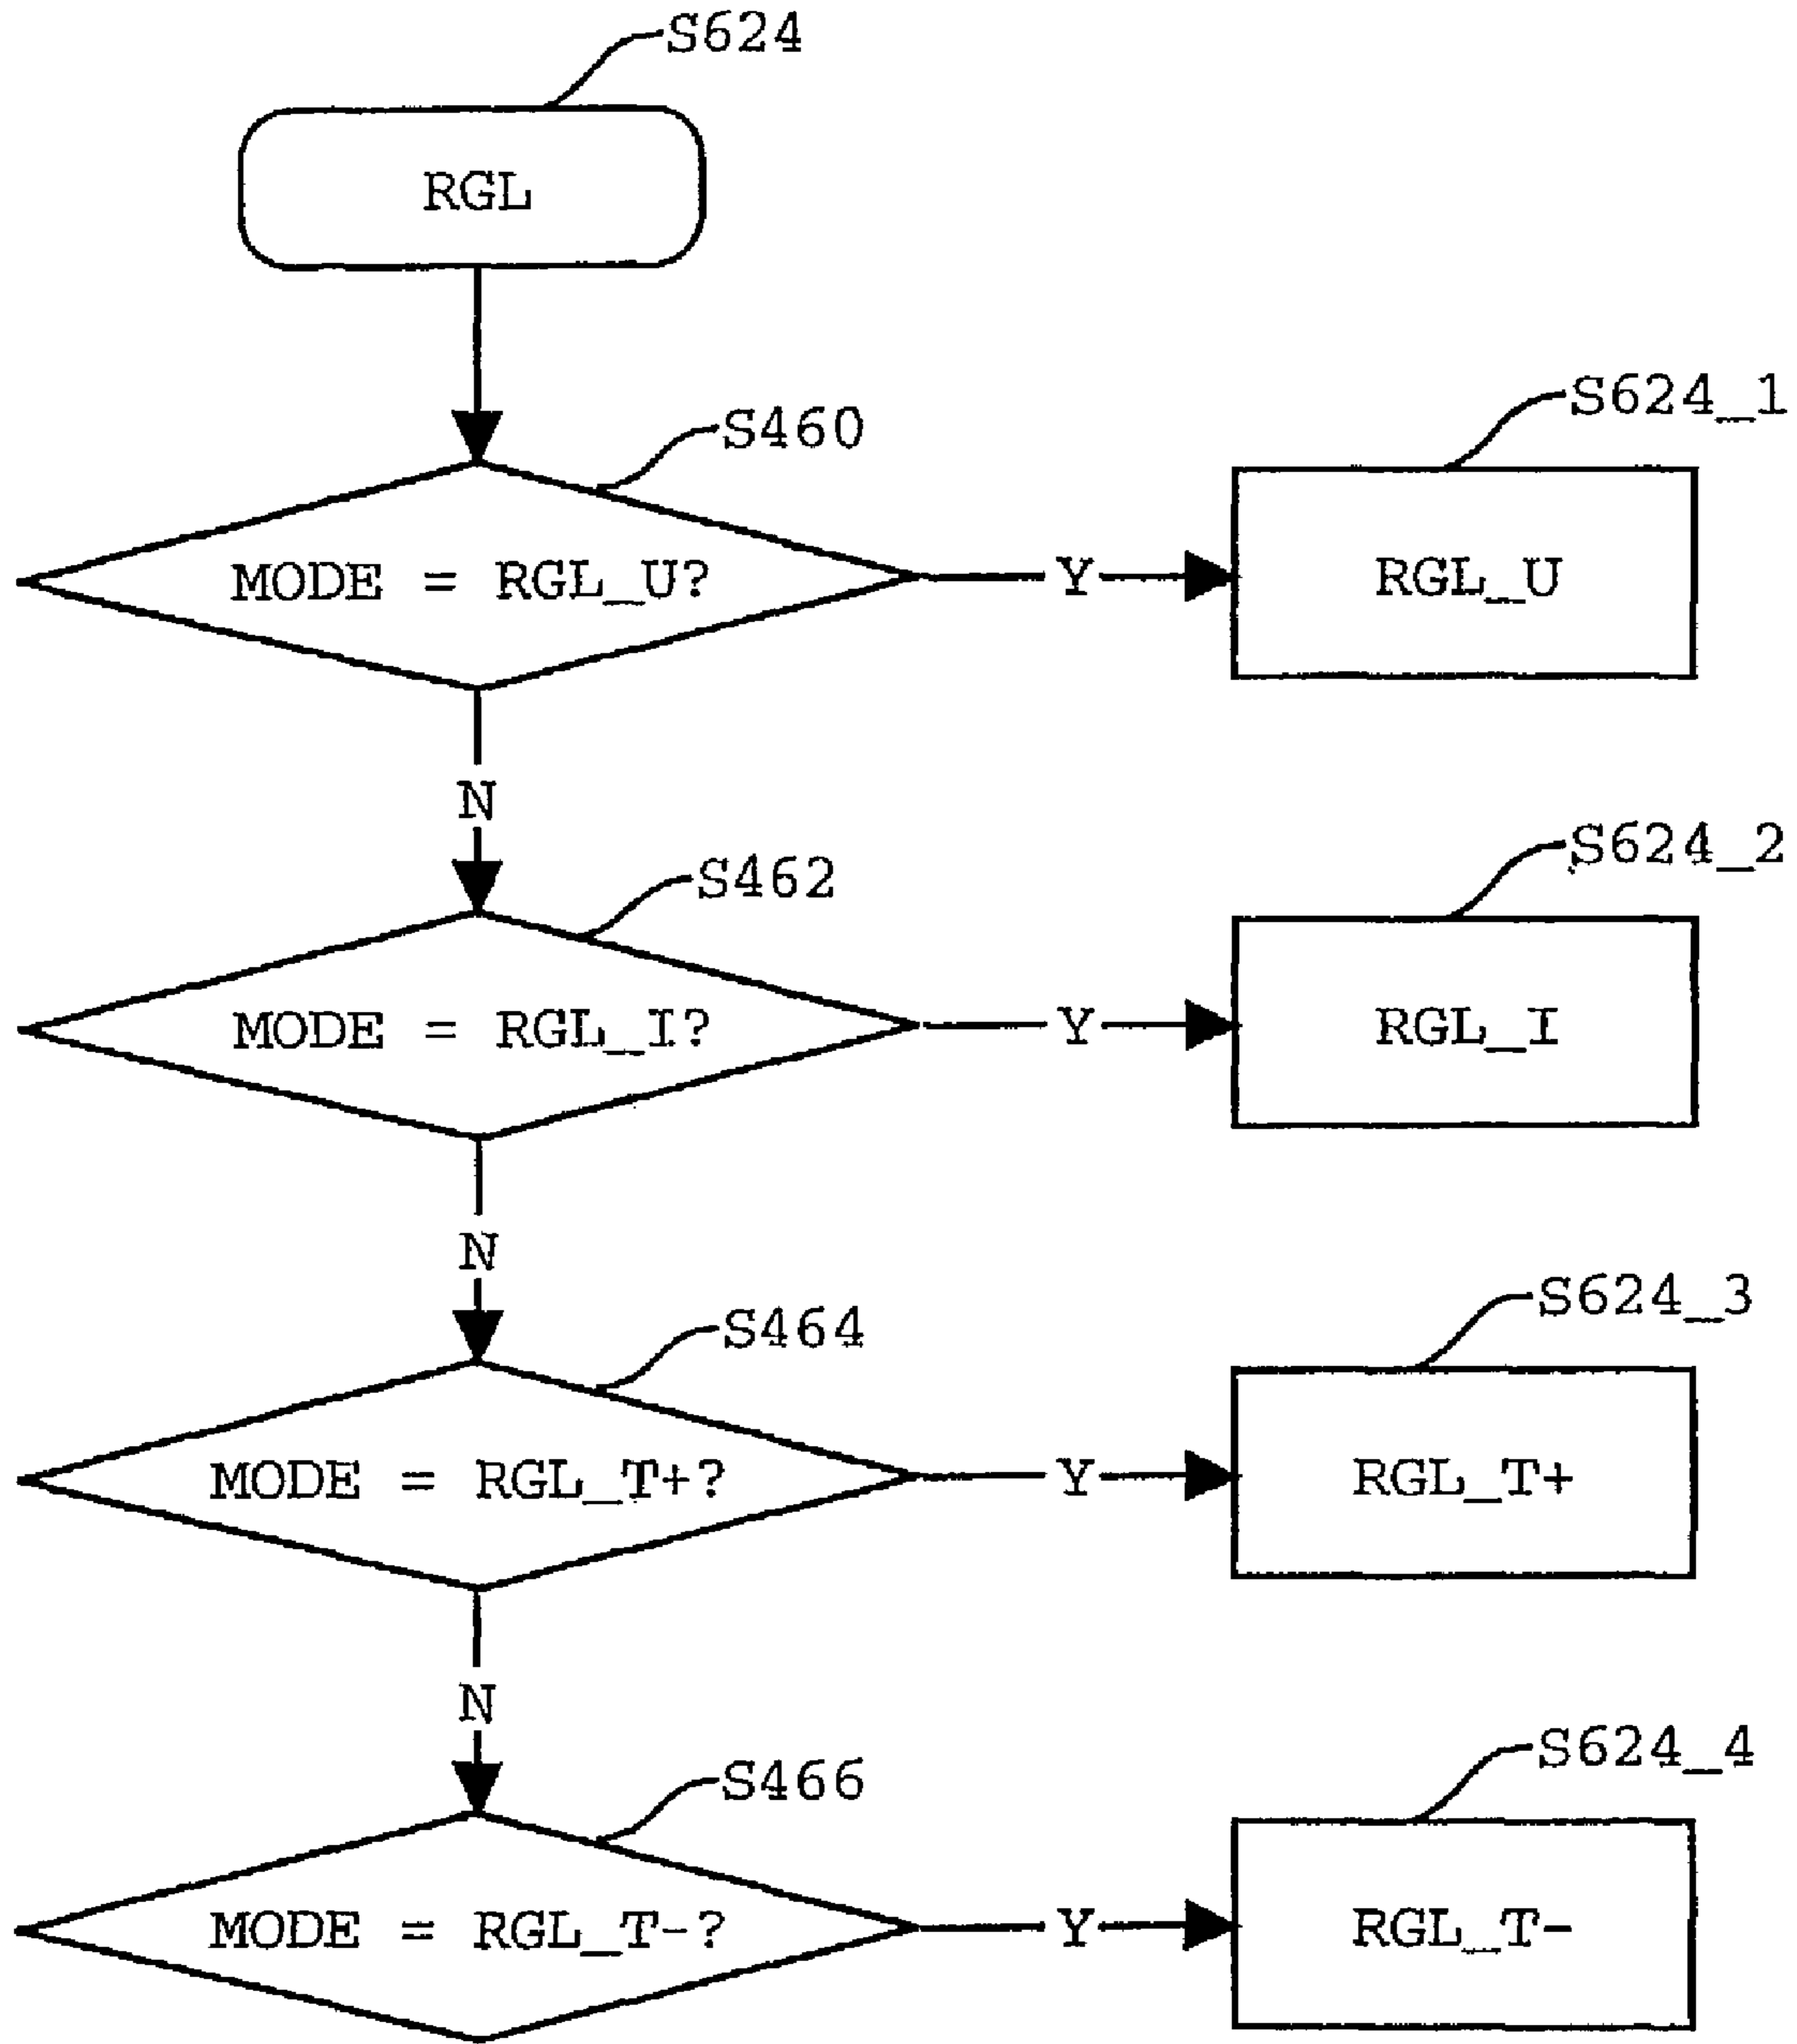 S624
RGL
S460
S624_1
MODE = RGL_U?
Y
RGL_U
N
S462
S624_2
MODE = RGL_I?
Y
RGL_I
N
S464
S624_3
MODE = RGL_T+?
Y
RGL_T+
N
S466
S624_4
MODE = RGL_T-?
Y
RGL_T-